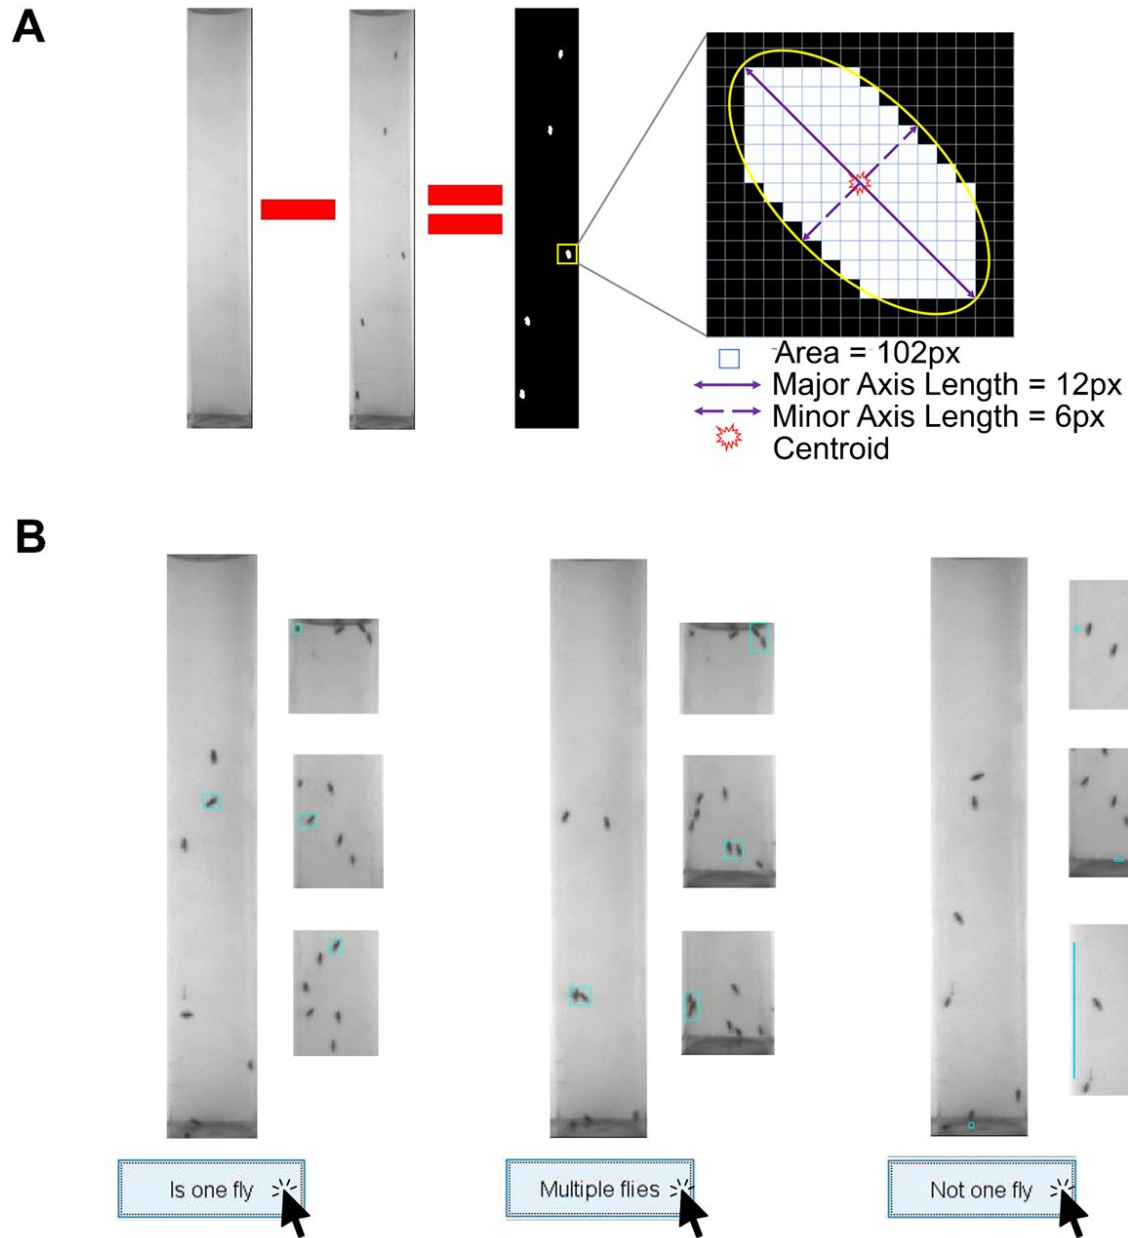 A
Area = 102px
Major Axis Length = 12px
Minor Axis Length = 6px
Centroid
B
Is one fly
Multiple flies
Not one fly